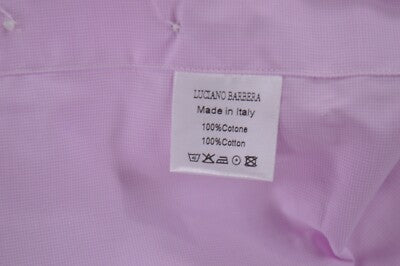 LUCIANO BARBERA
Made in Italy
100%Cotone
100%Cotton